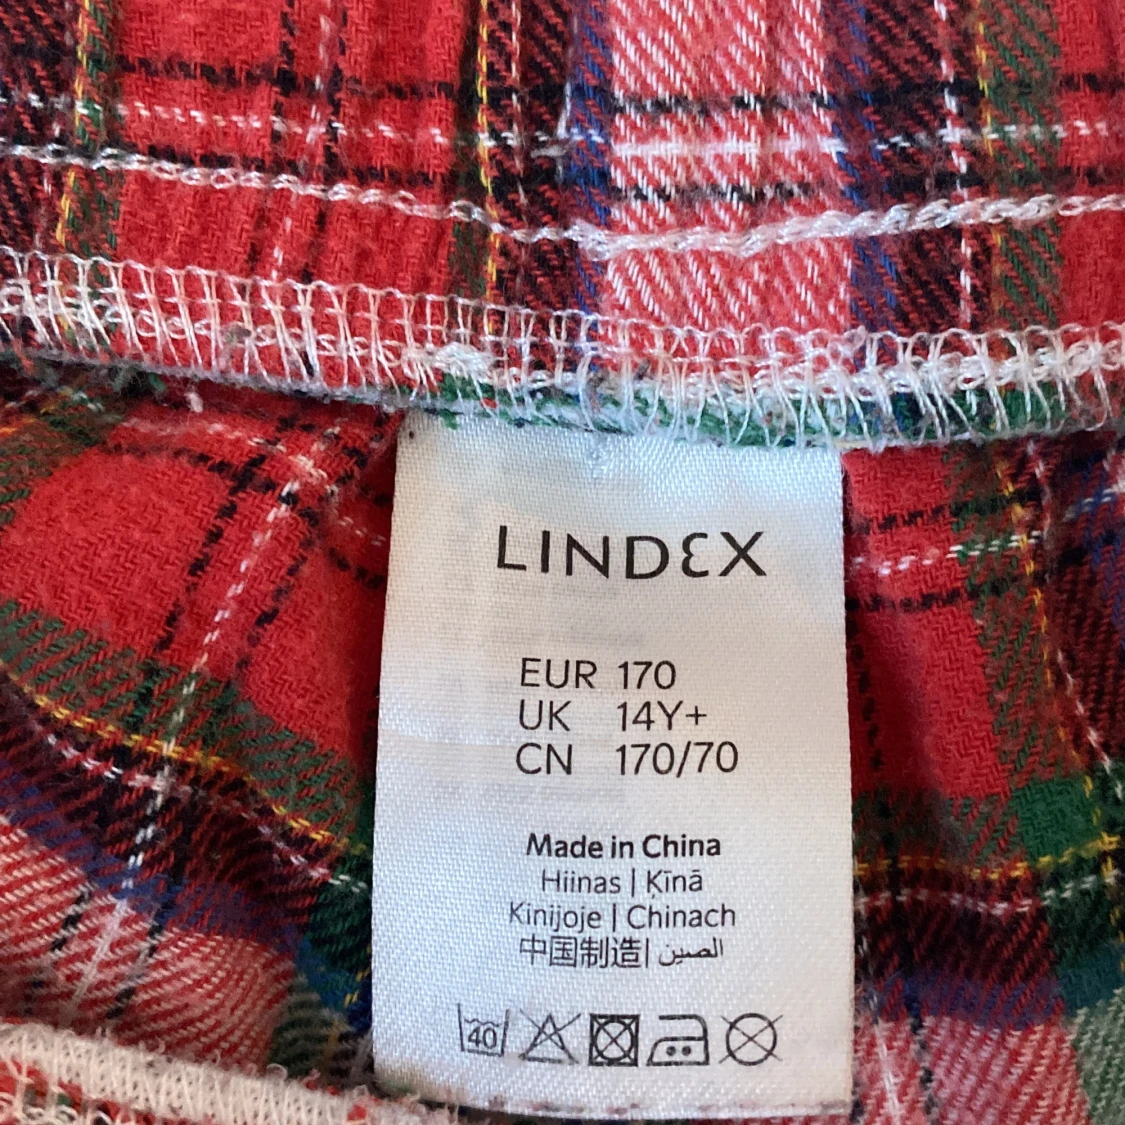 LINDEX
EUR 170
UK 14Y+
CN 170/70
Made in China
Hiinas | Ķīnā
Kinijoje | Chinach
中国制造| الصين
40